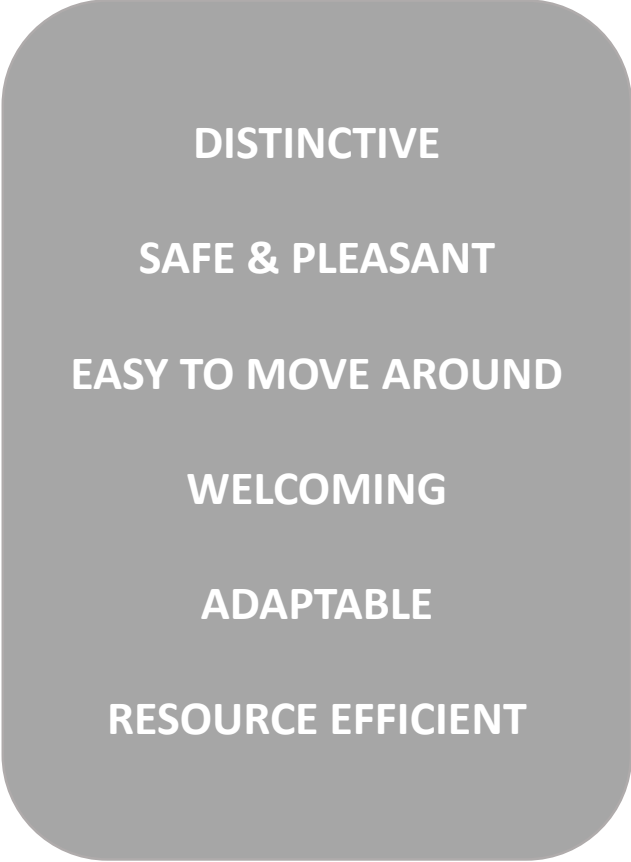 DISTINCTIVE
SAFE & PLEASANT
EASY TO MOVE AROUND
WELCOMING
ADAPTABLE
RESOURCE EFFICIENT